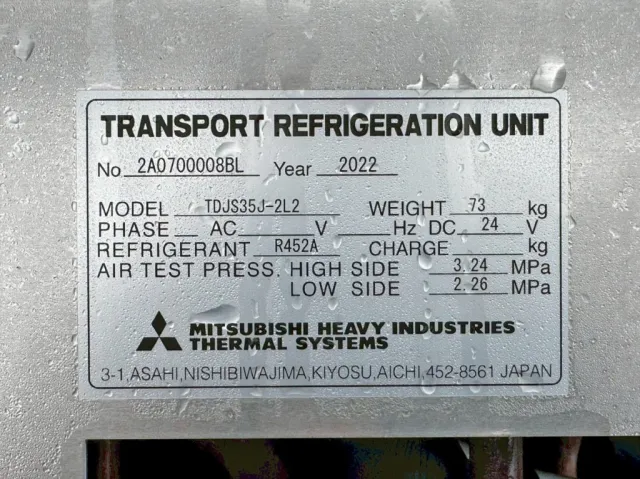 TRANSPORT REFRIGERATION UNIT
No 2A0700008BL Year 2022
MODEL TDJS35J-2L2 WEIGHT 73 kg
PHASE AC V Hz DC 24 V
REFRIGERANT R452A CHARGE kg
AIR TEST PRESS. HIGH SIDE 3.24 MPa
LOW SIDE 2.26 MPa
MITSUBISHI HEAVY INDUSTRIES
THERMAL SYSTEMS
3-1,ASAHI,NISHIBIWAJIMA,KIYOSU,AICHI,452-8561 JAPAN